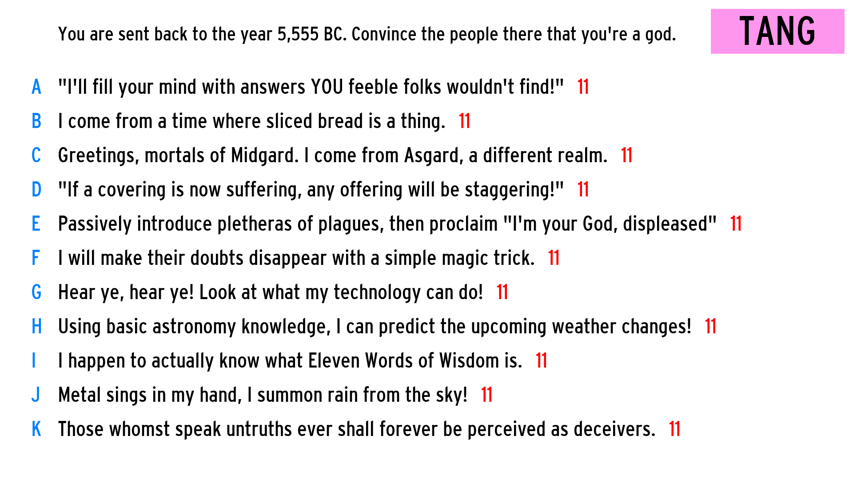 You are sent back to the year 5,555 BC. Convince the people there that you're a god.
TANG
A "I'll fill your mind with answers YOU feeble folks wouldn't find!" 11
B I come from a time where sliced bread is a thing. 11
C Greetings, mortals of Midgard. I come from Asgard, a different realm. 11
D "If a covering is now suffering, any offering will be staggering!" 11
E Passively introduce pletheras of plagues, then proclaim "I'm your God, displeased" 11
F I will make their doubts disappear with a simple magic trick. 11
G Hear ye, hear ye! Look at what my technology can do! 11
H Using basic astronomy knowledge, I can predict the upcoming weather changes! 11
I I happen to actually know what Eleven Words of Wisdom is. 11
J Metal sings in my hand, I summon rain from the sky! 11
K Those whomst speak untruths ever shall forever be perceived as deceivers. 11